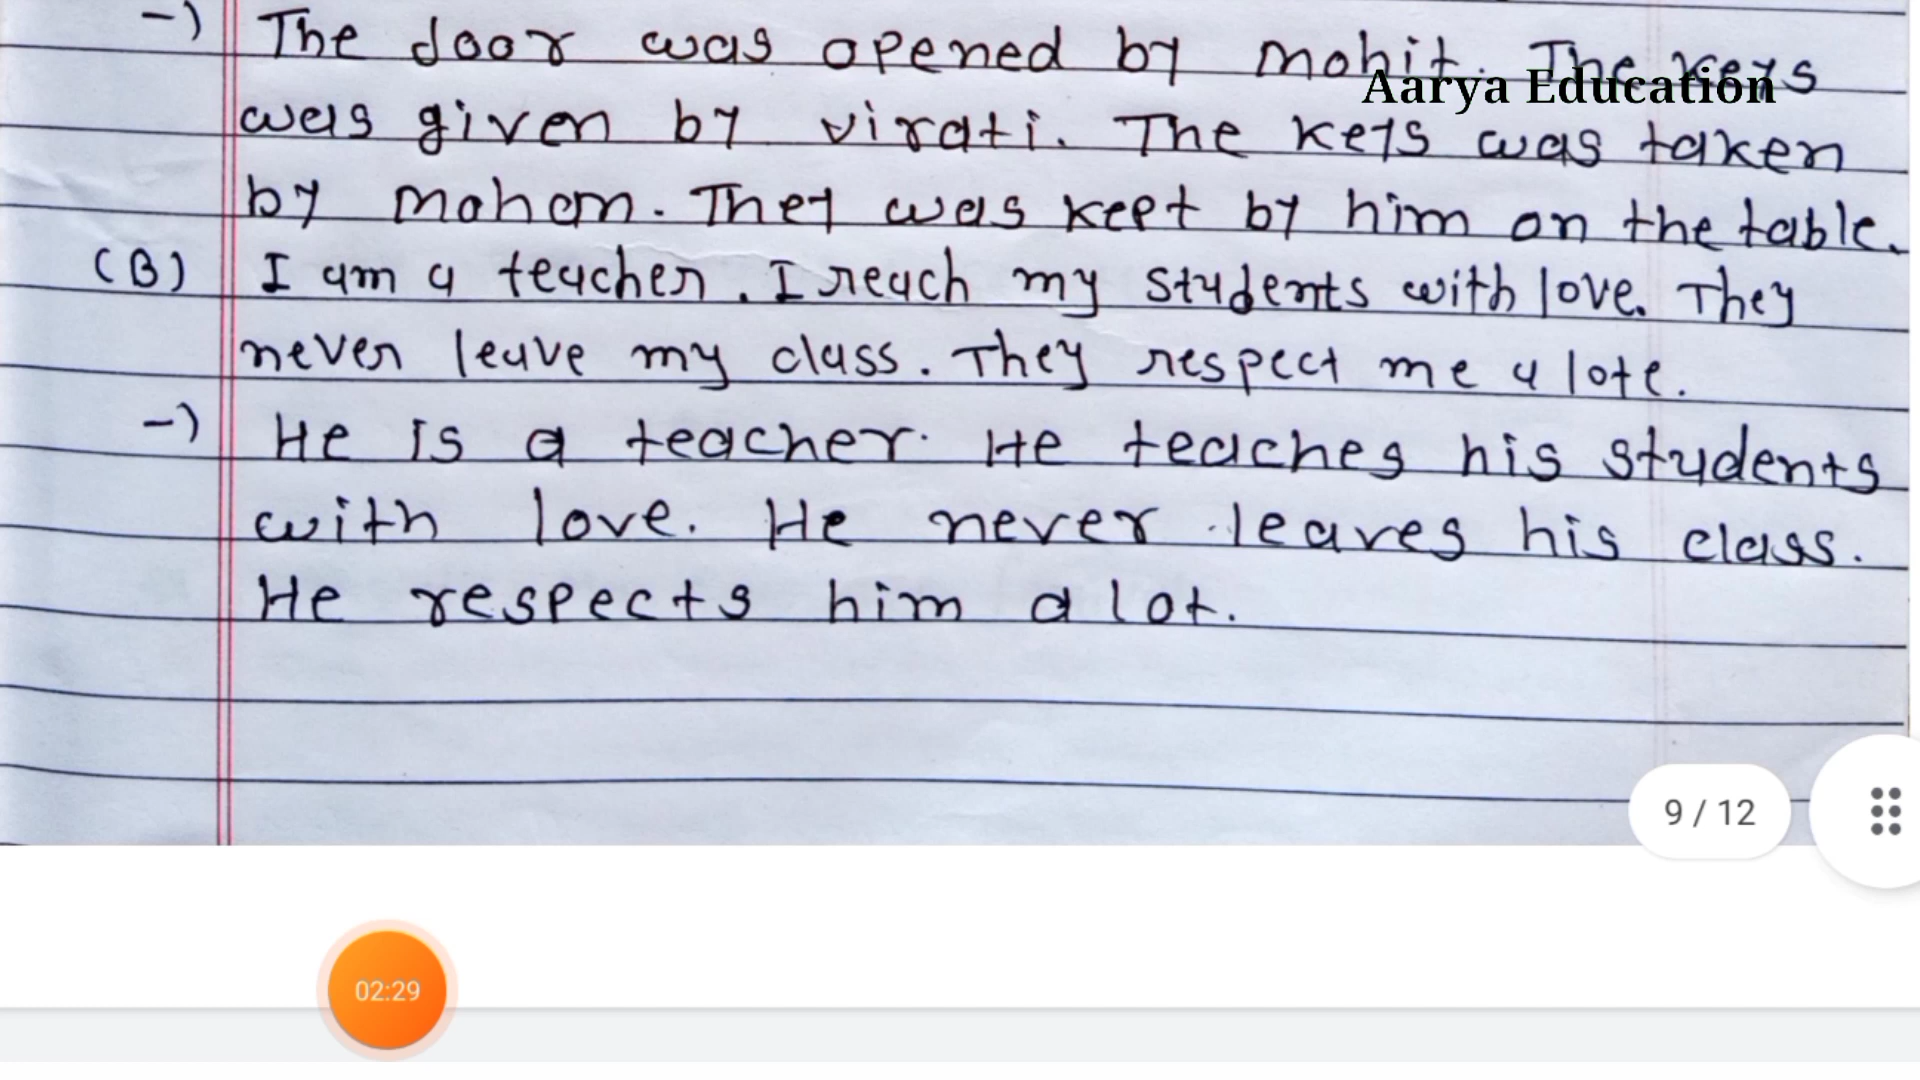 -) The door was opened by mohit. The keys
Aarya Education
was given by virati. The keys was taken
by mohan. They was kept by him on the table.
(B) I am a teacher. I reach my students with love. They
never leave my class. They respect me a lote.
-) He is a teacher. He teaches his students
with love. He never leaves his class.
He respects him a lot.
9 / 12
02:29